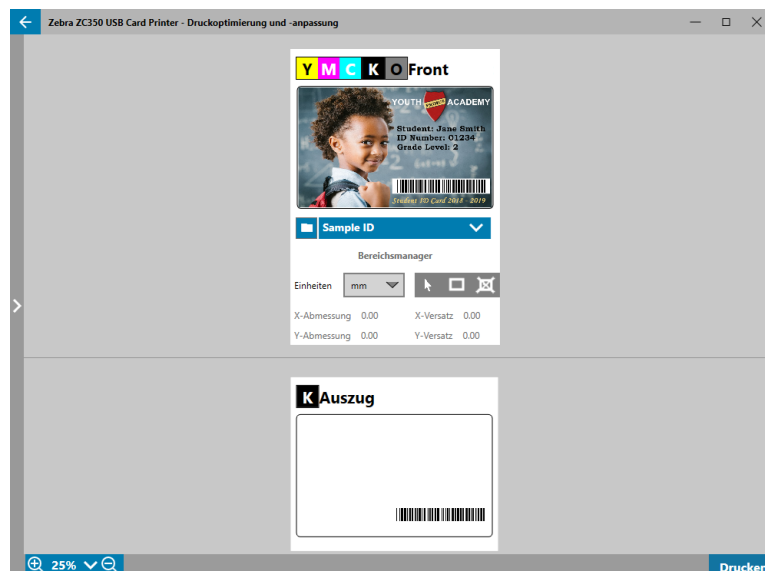 Zebra ZC350 USB Card Printer - Druckoptimierung und -anpassung
Y M C K O Front
YOUTH ACADEMY
Student: Jane Smith
ID Number: 01234
Grade Level: 2
Student ID Card 2018 - 2019
Sample ID
Bereichsmanager
Einheiten mm
X-Abmessung 0.00 X-Versatz 0.00
Y-Abmessung 0.00 Y-Versatz 0.00
K Auszug
25%
Drucken